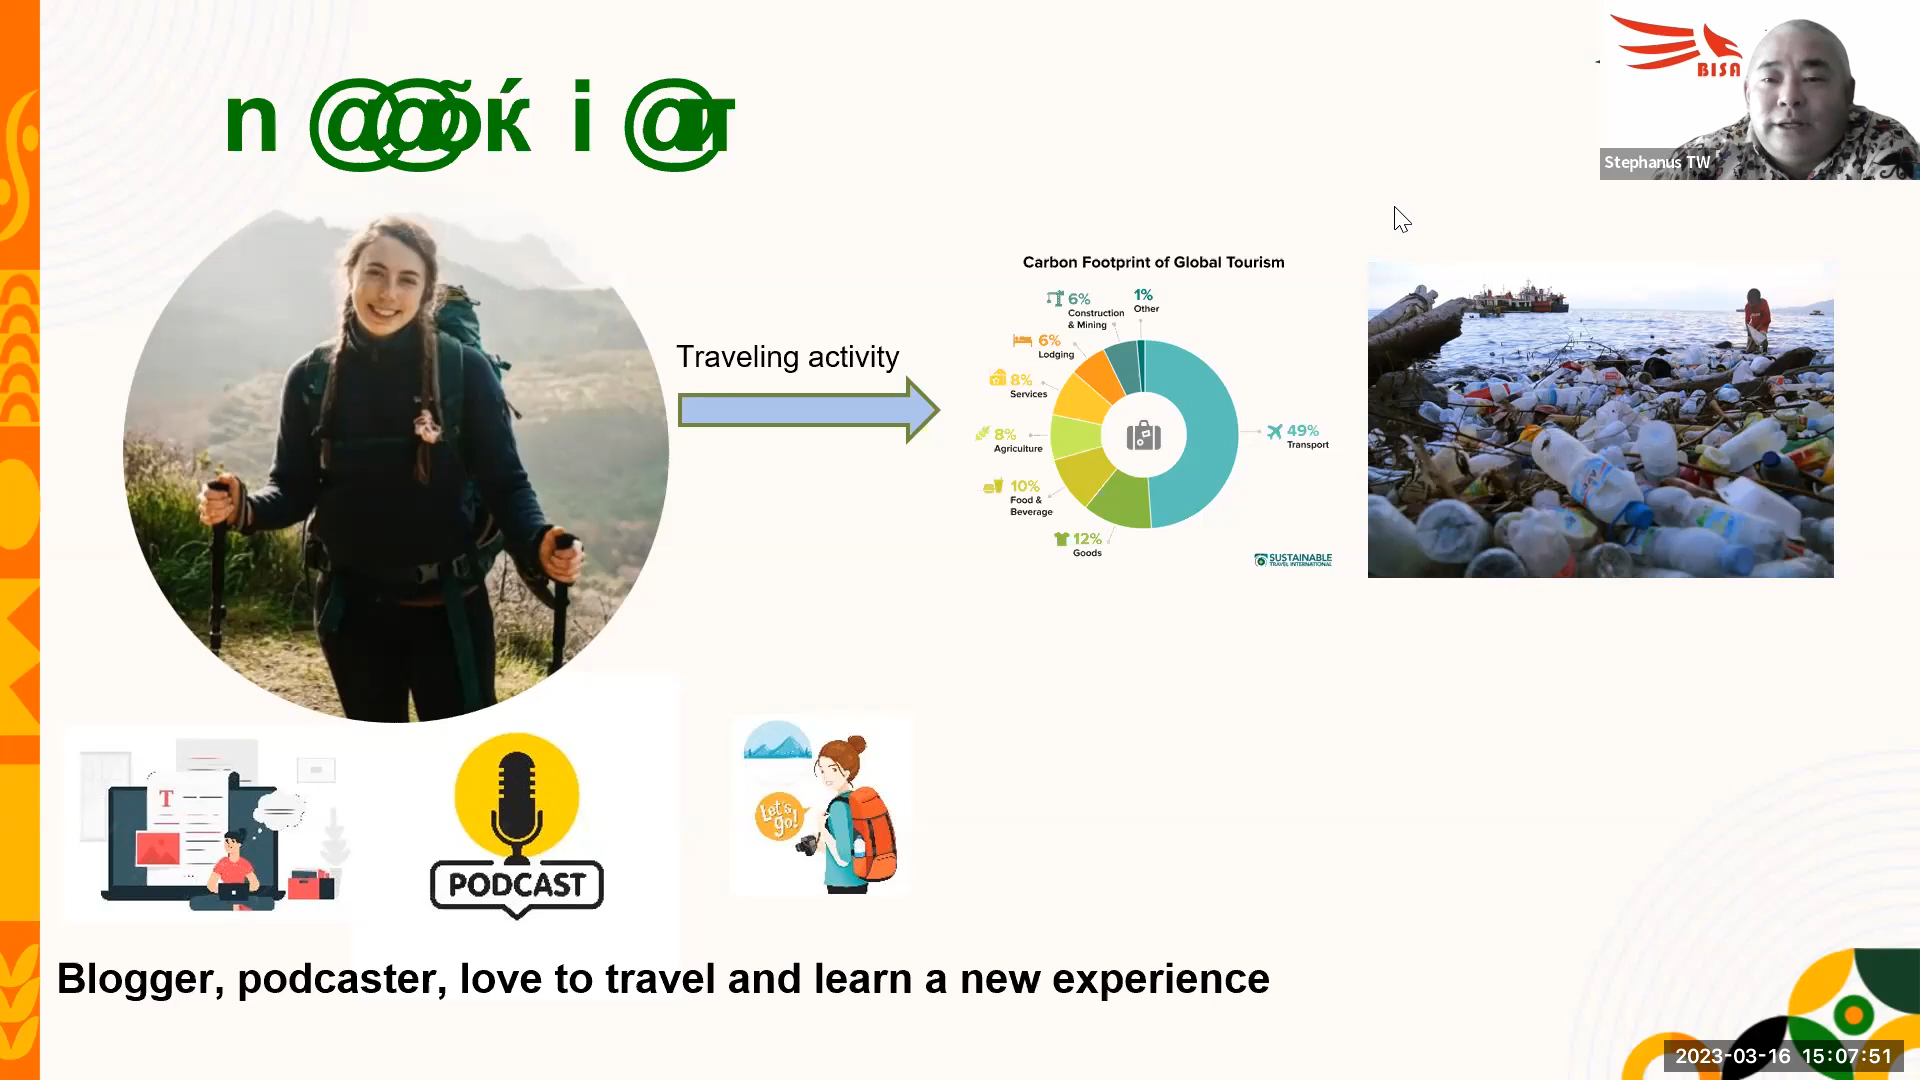 BISA
Stephanus TW
Traveling activity
Carbon Footprint of Global Tourism
6%
Construction
& Mining
1%
Other
6%
Lodging
8%
Services
8%
Agriculture
49%
Transport
10%
Food &
Beverage
12%
Goods
SUSTAINABLE
TRAVEL INTERNATIONAL
T
Let's
go!
PODCAST
Blogger, podcaster, love to travel and learn a new experience
2023-03-16 15:07:51